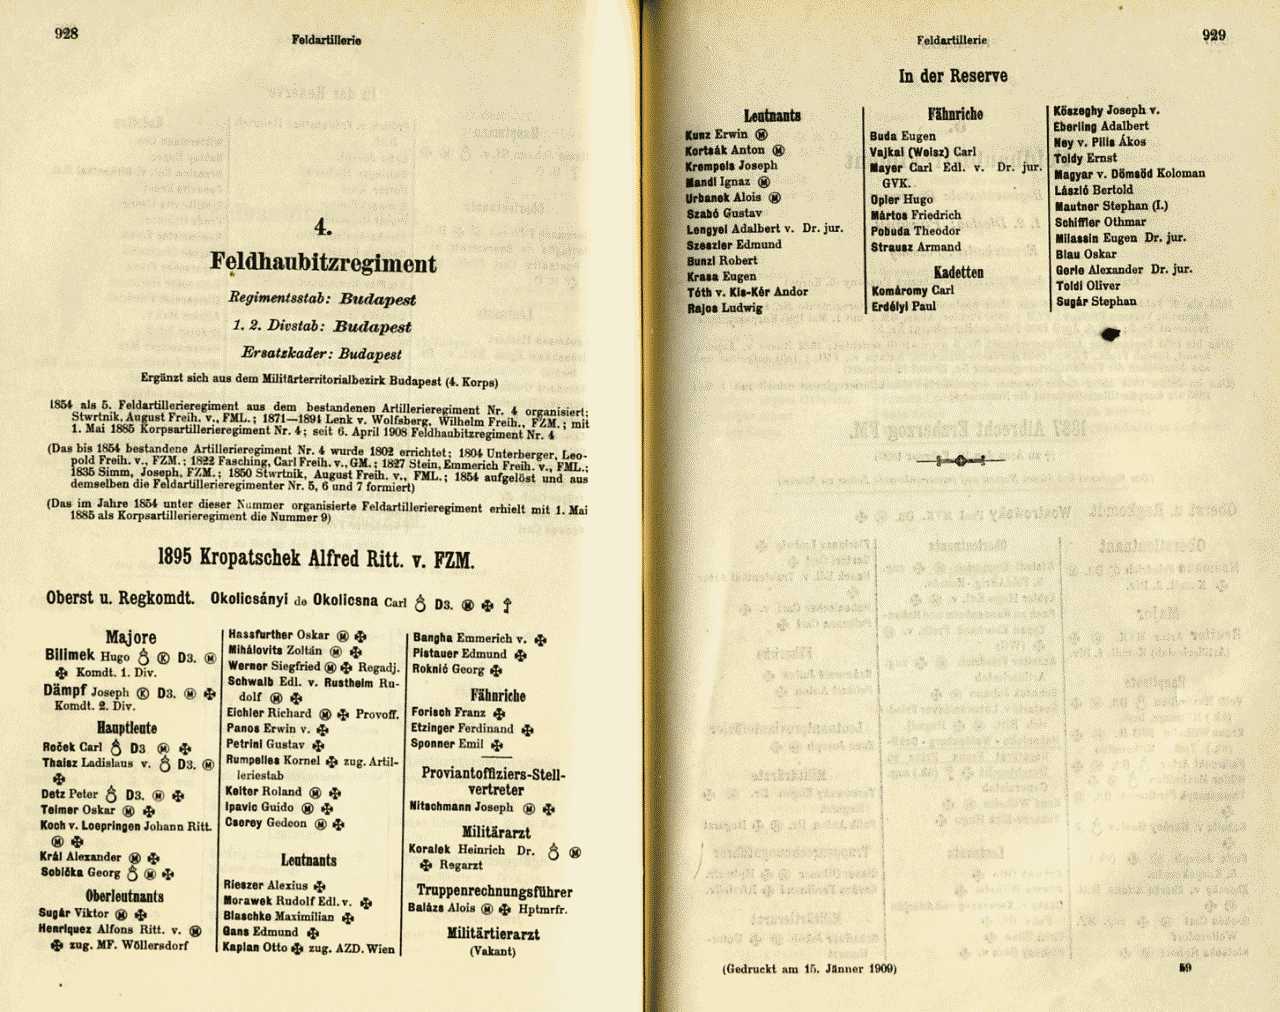 928
Feldartillerie
4.
Feldhaubitzregiment
Regimentsstab: Budapest
1. 2. Divstab: Budapest
Ersatzkader: Budapest
Ergänzt sich aus dem Militärterritorialbezirk Budapest (4. Korps)
1854 als 5. Feldartillerieregiment aus dem bestandenen Artillerieregiment Nr. 4 organisiert;
Stwrtnik, August Freih. v., FML.; 1871—1894 Lenk v. Wolfsberg, Wilhelm Freih., FZM.; mit
1. Mai 1885 Korpsartillerieregiment Nr. 4; seit 6. April 1908 Feldhaubitzregiment Nr. 4
(Das bis 1854 bestandene Artillerieregiment Nr. 4 wurde 1802 errichtet; 1804 Unterberger, Leo-
pold Freih. v., FZM.; 1822 Fasching, Carl Freih. v., GM.; 1827 Stein, Emmerich Freih. v., FML.;
1835 Simm, Joseph, FZM.; 1850 Stwrtnik, August Freih. v., FML.; 1854 aufgelöst und aus
demselben die Feldartillerieregimenter Nr. 5, 6 und 7 formiert)
(Das im Jahre 1854 unter dieser Nummer organisierte Feldartillerieregiment erhielt mit 1. Mai
1885 als Korpsartillerieregiment die Nummer 9)
1895 Kropatschek Alfred Ritt. v. FZM.
Oberst u. Regkomdt. Okolicsányi de Okolicsna Carl D3. Ⓜ ✠
Majore
Bilimek Hugo Ⓚ D3. Ⓜ
✠ Komdt. 1. Div.
Dämpf Joseph Ⓚ D3. Ⓜ ✠
Komdt. 2. Div.
Hauptleute
Roček Carl D3 Ⓜ ✠
Thaisz Ladislaus v. D3. Ⓜ
✠
Detz Peter D3. Ⓜ ✠
Teimer Oskar Ⓜ ✠
Koch v. Loepringen Johann Ritt.
Ⓜ ✠
Král Alexander Ⓜ ✠
Sobička Georg Ⓜ ✠
Oberleutnants
Sugár Viktor Ⓜ ✠
Henriquez Alfons Ritt. v. Ⓜ
✠ zug. MF. Wöllersdorf
Hassfurther Oskar Ⓜ ✠
Mihálovits Zoltán Ⓜ ✠
Werner Siegfried Ⓜ ✠ Regadj.
Schwalb Edl. v. Rustheim Ru-
dolf Ⓜ ✠
Eichler Richard Ⓜ ✠ Provoff.
Panos Erwin v. ✠
Petrini Gustav ✠
Rumpelles Kornel ✠ zug. Artil-
leriestab
Keiter Roland Ⓜ ✠
Ipavic Guido Ⓜ ✠
Cserey Gedeon Ⓜ ✠
Leutnants
Rieszer Alexius ✠
Morawek Rudolf Edl. v. ✠
Blaschke Maximilian ✠
Gans Edmund ✠
Kaplan Otto ✠ zug. AZD. Wien
Bangha Emmerich v. ✠
Pistauer Edmund ✠
Roknić Georg ✠
Fähnriche
Forisch Franz ✠
Etzinger Ferdinand ✠
Sponner Emil ✠
Proviantoffiziers-Stell-
vertreter
Nitschmann Joseph Ⓜ ✠
Militärarzt
Koralek Heinrich Dr. Ⓜ
✠ Regarzt
Truppenrechnungsführer
Balázs Alois Ⓜ ✠ Hptmrfr.
Militärtierarzt
(Vakant)
929
Feldartillerie
In der Reserve
Leutnants
Kunz Erwin Ⓜ
Kortsák Anton Ⓜ
Krempels Joseph
Mandl Ignaz Ⓜ
Urbanek Alois Ⓜ
Szabó Gustav
Lengyel Adalbert v. Dr. jur.
Szeszler Edmund
Bunzl Robert
Krasa Eugen
Tóth v. Kis-Kér Andor
Rajos Ludwig
Fähnriche
Buda Eugen
Vajkai (Weisz) Carl
Mayer Carl Edl. v. Dr. jur.
GVK.
Opler Hugo
Mártos Friedrich
Pobuda Theodor
Strausz Armand
Kadetten
Komáromy Carl
Erdélyi Paul
Köszeghy Joseph v.
Eberling Adalbert
Ney v. Pilis Ákos
Toldy Ernst
Magyar v. Dömsöd Koloman
László Bertold
Mautner Stephan (I.)
Schiffler Othmar
Milassin Eugen Dr. jur.
Blau Oskar
Gerle Alexander Dr. jur.
Toldi Oliver
Sugár Stephan
(Gedruckt am 15. Jänner 1909)
59